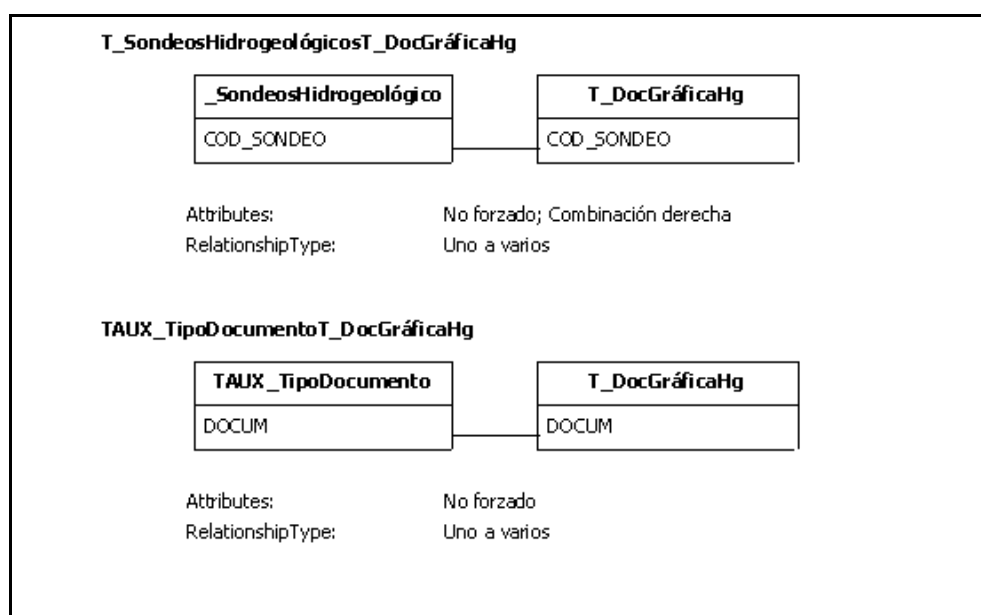 T_SondeosHidrogeológicosT_DocGráficaHg
_SondeosHidrogeológico T_DocGráficaHg
COD_SONDEO COD_SONDEO
Attributes: No forzado; Combinación derecha
RelationshipType: Uno a varios
TAUX_TipoDocumentoT_DocGráficaHg
TAUX_TipoDocumento T_DocGráficaHg
DOCUM DOCUM
Attributes: No forzado
RelationshipType: Uno a varios